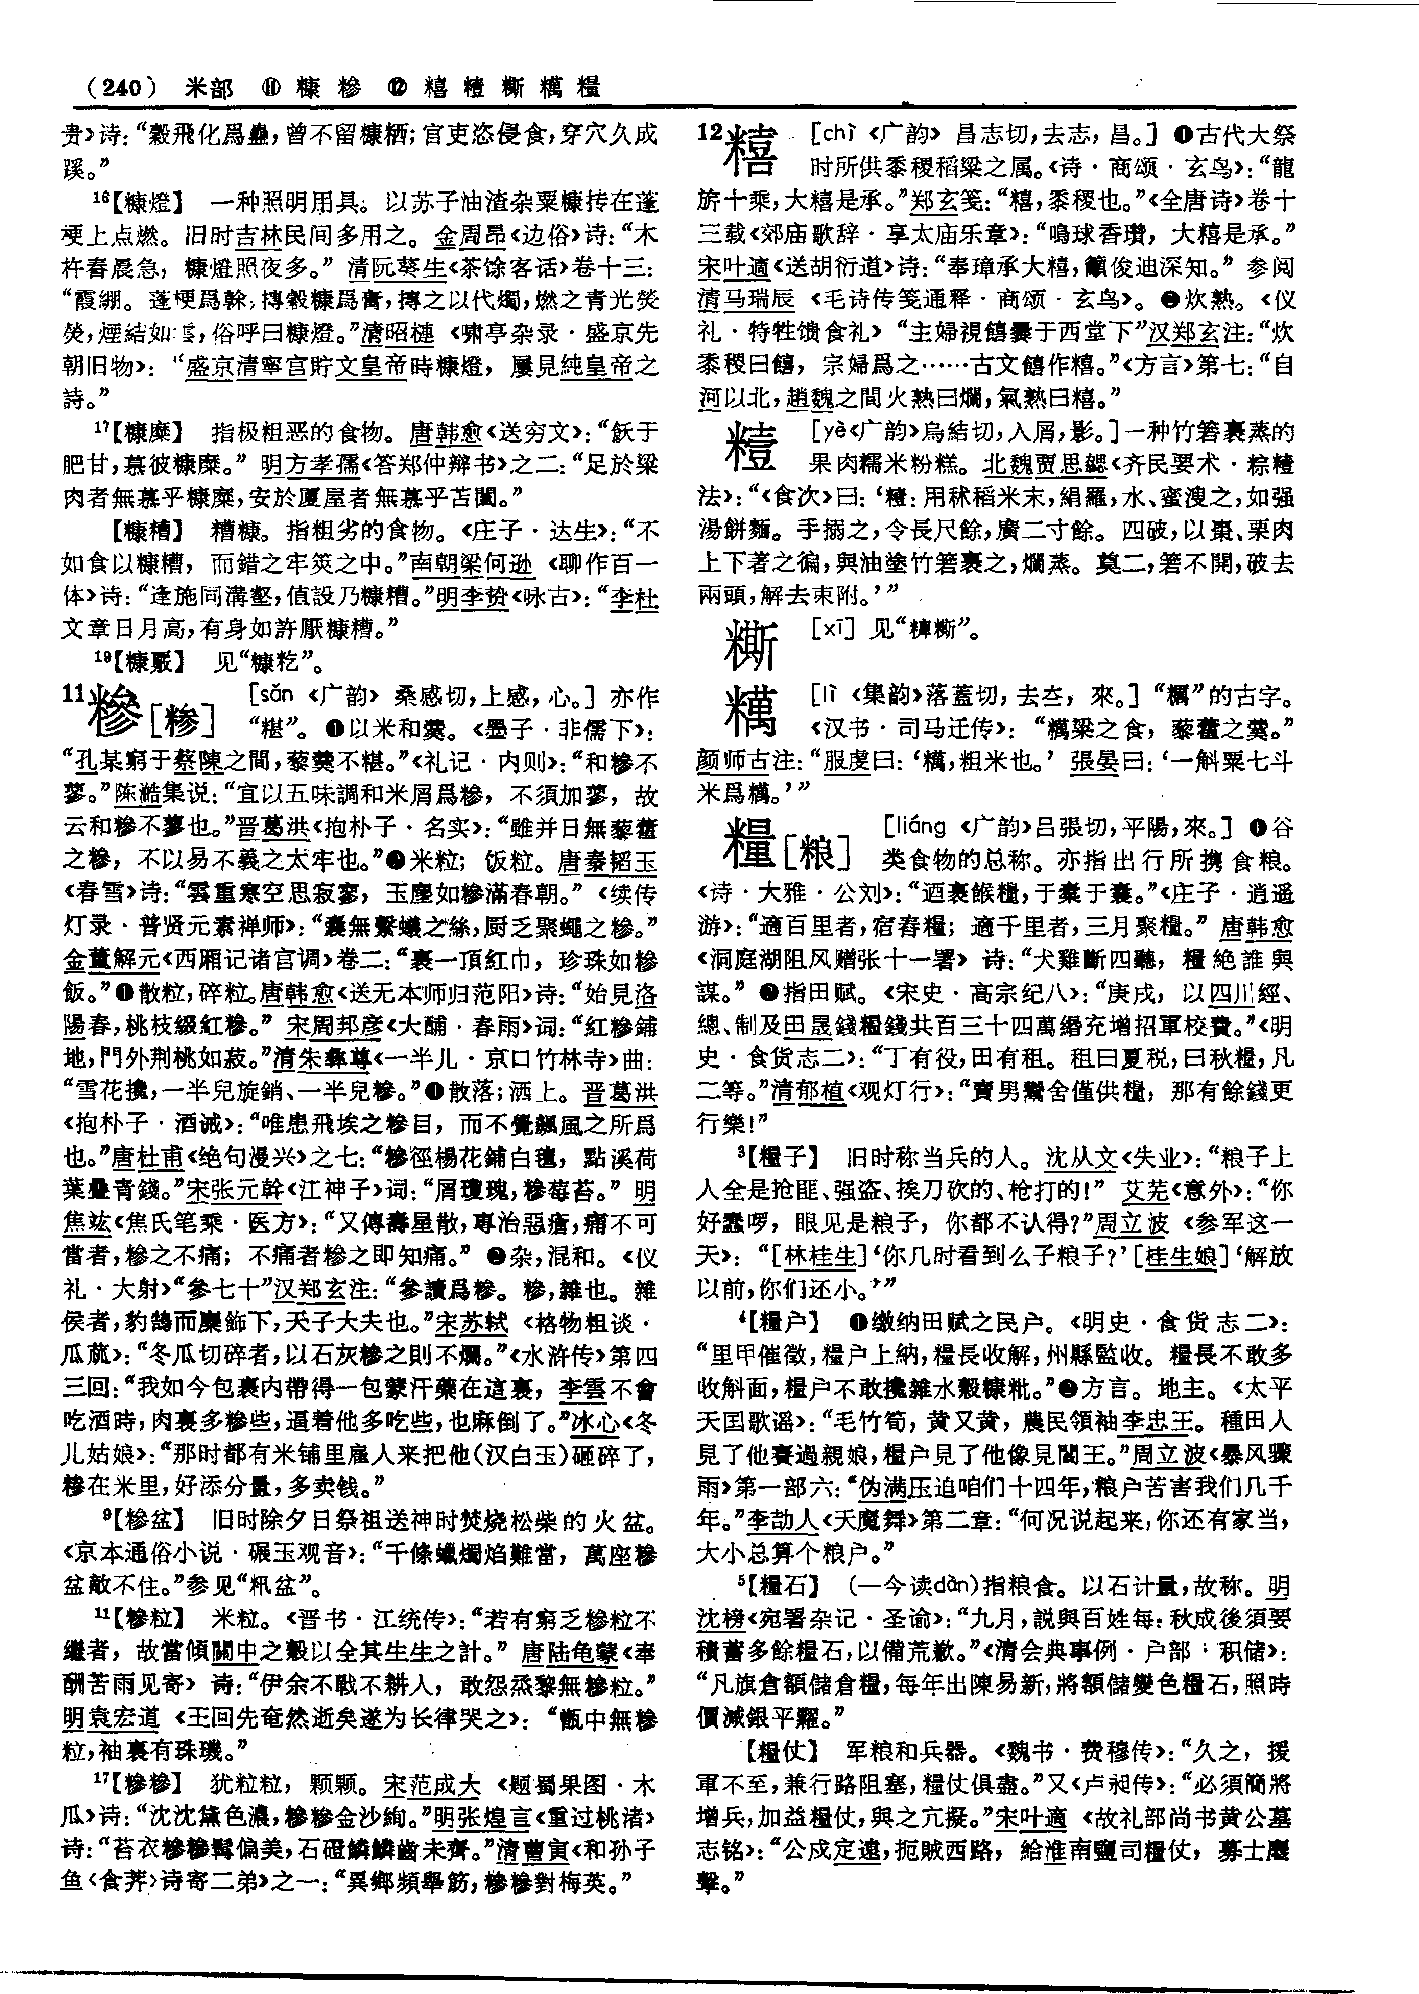 (240) 米部 ⑪ 糠 糝 ⑫ 糦 䊦 𥼶 糲 糧
贵》诗:“穀飛化爲蠱,曾不留糠栖;官吏恣侵食,穿穴久成
蹊。”
16【糠燈】 一种照明用具。以苏子油渣杂粟糠抟在蓬
梗上点燃。旧时吉林民间多用之。金周昂《边俗》诗:“木
杵舂晨急,糠燈照夜多。”清阮葵生《茶馀客话》卷十三:
“霞绷。蓬梗爲榦,摶穀糠爲膏,摶之以代燭,燃之青光熒
熒,煙結如雲,俗呼曰糠燈。”清昭槤《啸亭杂录·盛京先
朝旧物》:“盛京清寧宫貯文皇帝時糠燈,屢見純皇帝之
詩。”
17【糠糜】 指极粗恶的食物。唐韩愈《送穷文》:“飫于
肥甘,慕彼糠糜。”明方孝孺《答郑仲辩书》之二:“足於粱
肉者無慕乎糠糜,安於厦屋者無慕乎苫閭。”
【糠糟】 糟糠。指粗劣的食物。《庄子·达生》:“不
如食以糠糟,而錯之牢筴之中。”南朝梁何逊《聊作百一
体》诗:“逢施同溝壑,值設乃糠糟。”明李贽《咏古》:“李杜
文章日月高,有身如許厭糠糟。”
19【糠覈】 见“糠籺”。
11糝[糁] [sǎn 《广韵》桑感切,上感,心。]亦作
“糂”。❶以米和羹。《墨子·非儒下》:
“孔某窮于蔡陳之間,藜羹不糂。”《礼记·内则》:“和糝不
蓼。”陈澔集说:“宜以五味調和米屑爲糝,不須加蓼,故
云和糝不蓼也。”晋葛洪《抱朴子·名实》:“雖并日無藜藿
之糝,不以易不義之太牢也。”❷米粒;饭粒。唐秦韬玉
《春雪》诗:“雲重寒空思寂寥,玉塵如糝滿春朝。”《续传
灯录·普贤元素禅师》:“囊無繫蟻之絲,厨乏聚蠅之糝。”
金董解元《西厢记诸宫调》卷二:“裹一頂紅巾,珍珠如糝
飯。”❸散粒,碎粒。唐韩愈《送无本师归范阳》诗:“始見洛
陽春,桃枝綴紅糝。”宋周邦彦《大酺·春雨》词:“紅糝鋪
地,門外荆桃如菽。”清朱彝尊《一半儿·京口竹林寺》曲:
“雪花攙,一半兒旋銷、一半兒糝。”❹散落;洒上。晋葛洪
《抱朴子·酒诫》:“唯患飛埃之糝目,而不覺飆風之所爲
也。”唐杜甫《绝句漫兴》之七:“糝徑楊花鋪白氊,點溪荷
葉疊青錢。”宋张元幹《江神子》词:“屑瓊瑰,糝莓苔。”明
焦竑《焦氏笔乘·医方》:“又傳壽星散,專治惡瘡,痛不可
當者,糝之不痛;不痛者糝之即知痛。”❺杂,混和。《仪
礼·大射》“參七十”汉郑玄注:“參讀爲糝。糝,雜也。雜
侯者,豹鵠而麋飾下,天子大夫也。”宋苏轼《格物粗谈·
瓜蓏》:“冬瓜切碎者,以石灰糝之則不爛。”《水浒传》第四
三回:“我如今包裹内帶得一包蒙汗藥在這裏,李雲不會
吃酒時,肉裏多糝些,逼着他多吃些,也麻倒了。”冰心《冬
儿姑娘》:“那时都有米铺里雇人来把他(汉白玉)砸碎了,
糝在米里,好添分量,多卖钱。”
9【糝盆】 旧时除夕日祭祖送神时焚烧松柴的火盆。
《京本通俗小说·碾玉观音》:“千條蠟燭焰難當,萬座糝
盆敵不住。”参见“籸盆”。
11【糝粒】 米粒。《晋书·江统传》:“若有窮乏糝粒不
繼者,故當傾關中之穀以全其生生之計。”唐陆龟蒙《奉
酬苦雨见寄》诗:“伊余不戰不耕人,敢怨烝黎無糝粒。”
明袁宏道《王回先奄然逝矣遂为长律哭之》:“甑中無糝
粒,袖裏有珠璣。”
17【糝糝】 犹粒粒,颗颗。宋范成大《题蜀果图·木
瓜》诗:“沈沈黛色濃,糝糝金沙絢。”明张煌言《重过桃渚》
诗:“苔衣糝糝鬋偏美,石磴鱗鱗齒未齊。”清曹寅《和孙子
鱼〈食荠〉诗寄二弟》之一:“異鄉頻舉筯,糝糝對梅英。”
12糦 [chì 《广韵》昌志切,去志,昌。]❶古代大祭
时所供黍稷稻粱之属。《诗·商颂·玄鸟》:“龍
旂十乘,大糦是承。”郑玄笺:“糦,黍稷也。”《全唐诗》卷十
三载《郊庙歌辞·享太庙乐章》:“鳴球香瓚,大糦是承。”
宋叶適《送胡衍道》诗:“奉璋承大糦,籲俊迪深知。”参阅
清马瑞辰《毛诗传笺通释·商颂·玄鸟》。❷炊熟。《仪
礼·特牲馈食礼》“主婦視饎爨于西堂下”汉郑玄注:“炊
黍稷曰饎,宗婦爲之……古文饎作糦。”《方言》第七:“自
河以北,趙魏之間火熟曰爛,氣熟曰糦。”
䊦 [yè《广韵》烏結切,入屑,影。]一种竹箬裹蒸的
果肉糯米粉糕。北魏贾思勰《齐民要术·粽䊦
法》:“《食次》曰:‘䊦:用秫稻米末,絹羅,水、蜜溲之,如强
湯餅麵。手搦之,令長尺餘,廣二寸餘。四破,以棗、栗肉
上下著之徧,與油塗竹箬裹之,爛蒸。奠二,箬不開,破去
兩頭,解去束附。’”
𥼶 [xī] 见“𥻗𥼶”。
糲 [lì 《集韵》落蓋切,去夳,來。]“糲”的古字。
《汉书·司马迁传》:“糲粱之食,藜藿之羹。”
颜师古注:“服虔曰:‘糲,粗米也。’張晏曰:‘一斛粟七斗
米爲糲。’”
糧[粮] [liáng 《广韵》吕張切,平陽,來。]❶谷
类食物的总称。亦指出行所携食粮。
《诗·大雅·公刘》:“迺裹餱糧,于橐于囊。”《庄子·逍遥
游》:“適百里者,宿舂糧;適千里者,三月聚糧。”唐韩愈
《洞庭湖阻风赠张十一署》诗:“犬雞斷四聽,糧絶誰與
謀。”❷指田赋。《宋史·高宗纪八》:“庚戌,以四川經、
總、制及田晟錢糧錢共百三十四萬緡充增招軍校費。”《明
史·食货志二》:“丁有役,田有租。租曰夏税,曰秋糧,凡
二等。”清郁植《观灯行》:“賣男鬻舍僅供糧,那有餘錢更
行樂!”
3【糧子】 旧时称当兵的人。沈从文《失业》:“粮子上
人全是抢匪、强盗、挨刀砍的、枪打的!”艾芜《意外》:“你
好蠢啰,眼见是粮子,你都不认得?”周立波《参军这一
天》:“[林桂生]‘你几时看到么子粮子?’[桂生娘]‘解放
以前,你们还小。’”
4【糧户】 ❶缴纳田赋之民户。《明史·食货志二》:
“里甲催徵,糧户上納,糧長收解,州縣監收。糧長不敢多
收斛面,糧户不敢攙雜水穀糠粃。”❷方言。地主。《太平
天国歌谣》:“毛竹筍,黄又黄,農民領袖李忠王。種田人
見了他賽過親娘,糧户見了他像見閻王。”周立波《暴风骤
雨》第一部六:“伪满压迫咱们十四年,粮户苦害我们几千
年。”李劼人《天魔舞》第二章:“何况说起来,你还有家当,
大小总算个粮户。”
5【糧石】 (一今读dàn)指粮食。以石计量,故称。明
沈榜《宛署杂记·圣谕》:“九月,説與百姓每:秋成後須要
積蓄多餘糧石,以備荒歉。”《清会典事例·户部·积储》:
“凡旗倉額儲倉糧,每年出陳易新,將額儲變色糧石,照時
價減銀平糶。”
【糧仗】 军粮和兵器。《魏书·费穆传》:“久之,援
軍不至,兼行路阻塞,糧仗俱盡。”又《卢昶传》:“必須簡將
增兵,加益糧仗,與之亢擬。”宋叶適《故礼部尚书黄公墓
志铭》:“公戍定遠,扼賊西路,給淮南鹽司糧仗,募士鏖
擊。”